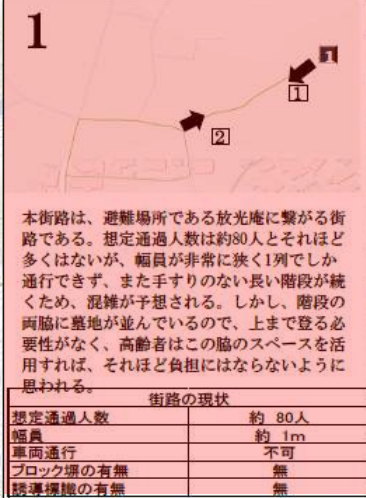 1
1
1
2
本街路は、避難場所である放光庵に繋がる街
路である。想定通過人数は約80人とそれほど
多くはないが、幅員が非常に狭く1列でしか
通行できず、また手すりのない長い階段が続
くため、混雑が予想される。しかし、階段の
両脇に墓地が並んでいるので、上まで登る必
要性がなく、高齢者はこの脇のスペースを活
用すれば、それほど負担にはならないように
思われる。
街路の現状
想定通過人数 約 80人
幅員 約 1m
車両通行 不可
ブロック塀の有無 無
誘導標識の有無 無